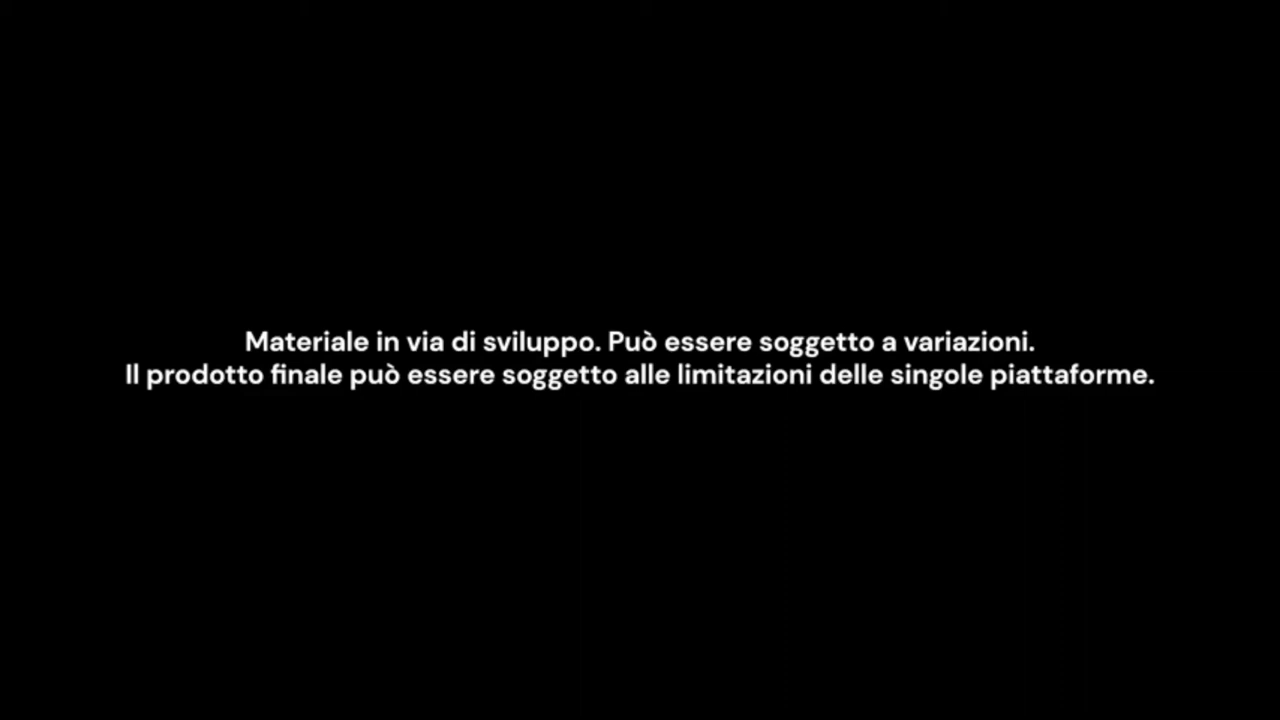 Materiale in via di sviluppo. Può essere soggetto a variazioni.
Il prodotto finale può essere soggetto alle limitazioni delle singole piattaforme.